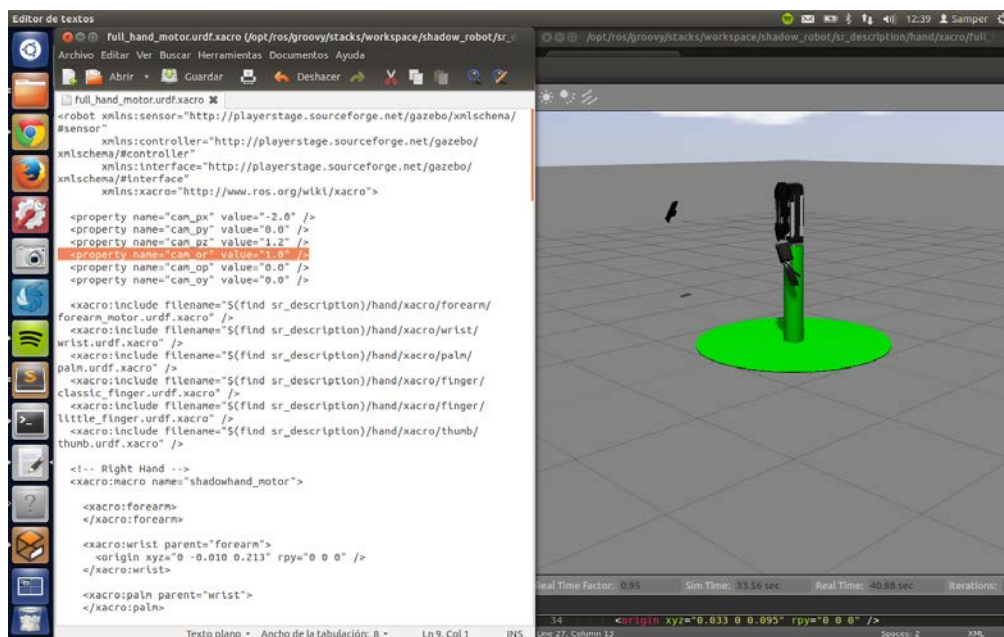 Editor de textos
12:39 Samper
full_hand_motor.urdf.xacro (/opt/ros/groovy/stacks/workspace/shadow_robot/sr_
/opt/ros/groovy/stacks/workspace/shadow_robot/sr_description/hand/xacro/full_
Archivo Editar Ver Buscar Herramientas Documentos Ayuda
Abrir Guardar Deshacer
full_hand_motor.urdf.xacro
<robot xmlns:sensor="http://playerstage.sourceforge.net/gazebo/xmlschema/
#sensor"
xmlns:controller="http://playerstage.sourceforge.net/gazebo/
xmlschema/#controller"
xmlns:interface="http://playerstage.sourceforge.net/gazebo/
xmlschema/#interface"
xmlns:xacro="http://www.ros.org/wiki/xacro">
<property name="cam_px" value="-2.0" />
<property name="cam_py" value="0.0" />
<property name="cam_pz" value="1.2" />
<property name="cam_or" value="1.0" />
<property name="cam_op" value="0.0" />
<property name="cam_oy" value="0.0" />
<xacro:include filename="$(find sr_description)/hand/xacro/forearm/
forearm_motor.urdf.xacro" />
<xacro:include filename="$(find sr_description)/hand/xacro/wrist/
wrist.urdf.xacro" />
<xacro:include filename="$(find sr_description)/hand/xacro/palm/
palm.urdf.xacro" />
<xacro:include filename="$(find sr_description)/hand/xacro/finger/
classic_finger.urdf.xacro" />
<xacro:include filename="$(find sr_description)/hand/xacro/finger/
little_finger.urdf.xacro" />
<xacro:include filename="$(find sr_description)/hand/xacro/thumb/
thumb.urdf.xacro" />
<!-- Right Hand -->
<xacro:macro name="shadowhand_motor">
<xacro:forearm>
</xacro:forearm>
<xacro:wrist parent="forearm">
<origin xyz="0 -0.010 0.213" rpy="0 0 0" />
</xacro:wrist>
<xacro:palm parent="wrist">
</xacro:palm>
Texto plano Ancho de la tabulación: 8 Ln 9, Col 1 INS
Real Time Factor: 0.95 Sim Time: 33.56 sec Real Time: 40.88 sec Iterations:
34 <origin xyz="0.033 0 0.095" rpy="0 0 0" />
Line 27, Column 13 Spaces: 2 XML